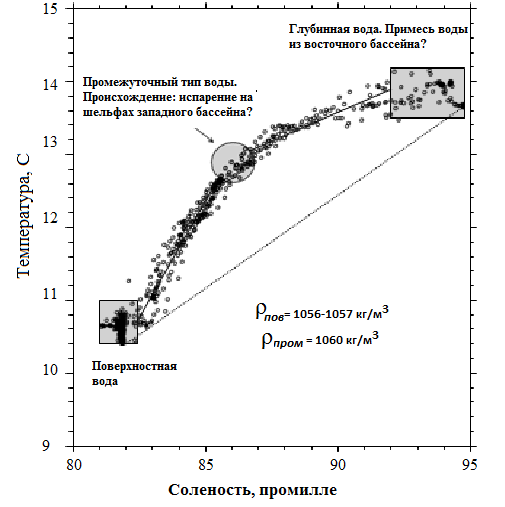 15
Глубинная вода. Примесь воды
из восточного бассейна?
14
Промежуточный тип воды.
Происхождение: испарение на
шельфах западного бассейна?
13
Температура, С
12
11
ρпов= 1056-1057 кг/м3
ρпром = 1060 кг/м3
Поверхностная
вода
10
9
80
85
90
95
Соленость, промилле